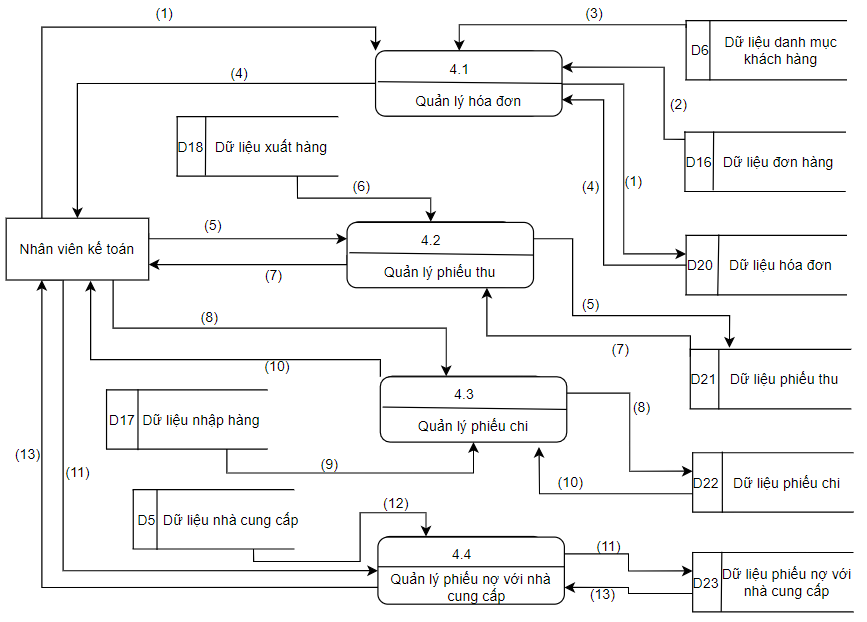 (1)
(3)
D6
Dữ liệu danh mục
khách hàng
4.1
Quản lý hóa đơn
(4)
(2)
D18
Dữ liệu xuất hàng
D16
Dữ liệu đơn hàng
(6)
(4)
(1)
Nhân viên kế toán
(5)
4.2
Quản lý phiếu thu
(7)
D20
Dữ liệu hóa đơn
(5)
(8)
(7)
(10)
D21
Dữ liệu phiếu thu
4.3
Quản lý phiếu chi
(8)
D17
Dữ liệu nhập hàng
(13)
(11)
(9)
(10)
D22
Dữ liệu phiếu chi
D5
Dữ liệu nhà cung cấp
(12)
4.4
Quản lý phiếu nợ với nhà
cung cấp
(11)
(13)
D23
Dữ liệu phiếu nợ với
nhà cung cấp